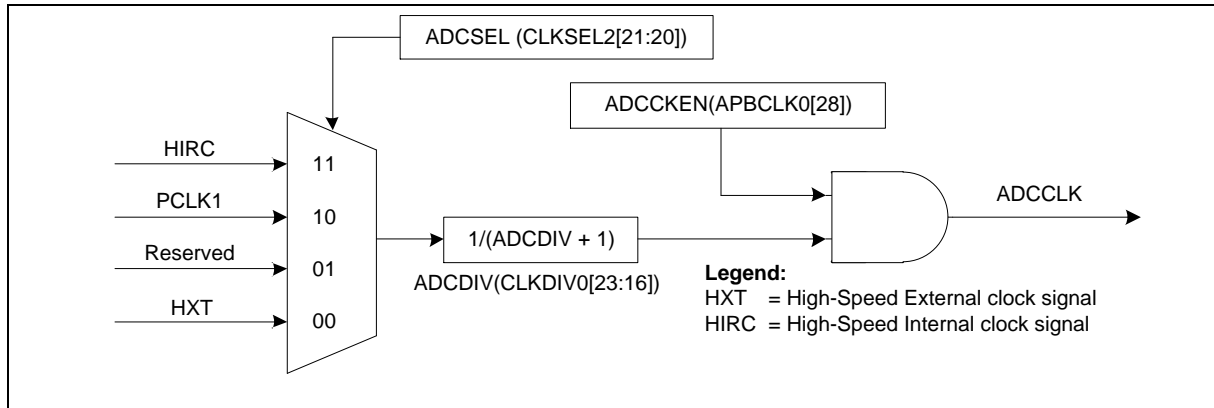 ADCSEL (CLKSEL2[21:20])
ADCCKEN(APBCLK0[28])
HIRC
11
PCLK1
10
Reserved
01
HXT
00
1/(ADCDIV + 1)
ADCDIV(CLKDIV0[23:16])
ADCCLK
Legend:
HXT = High-Speed External clock signal
HIRC = High-Speed Internal clock signal